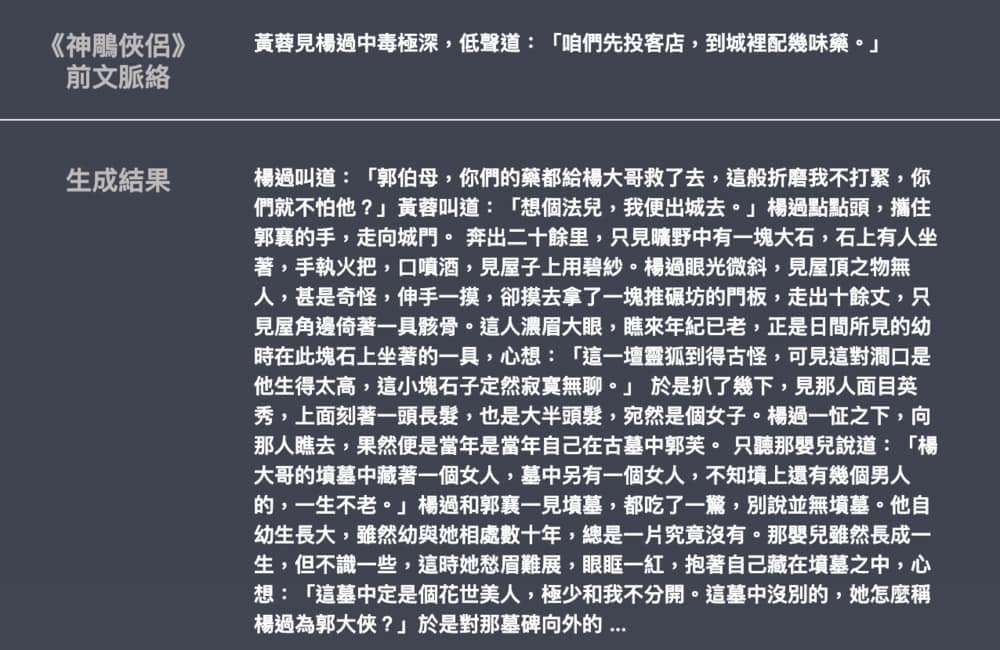 《神鵰俠侶》
前文脈絡
黃蓉見楊過中毒極深，低聲道：「咱們先投客店，到城裡配幾味藥。」
生成結果
楊過叫道：「郭伯母，你們的藥都給楊大哥救了去，這般折磨我不打緊，你
們就不怕他？」黃蓉叫道：「想個法兒，我便出城去。」楊過點點頭，攜住
郭襄的手，走向城門。 奔出二十餘里，只見曠野中有一塊大石，石上有人坐
著，手執火把，口噴酒，見屋子上用碧紗。楊過眼光微斜，見屋頂之物無
人，甚是奇怪，伸手一摸，卻摸去拿了一塊推碾坊的門板，走出十餘丈，只
見屋角邊倚著一具骸骨。這人濃眉大眼，瞧來年紀已老，正是日間所見的幼
時在此塊石上坐著的一具，心想：「這一壇靈狐到得古怪，可見這對澗口是
他生得太高，這小塊石子定然寂寞無聊。」 於是扒了幾下，見那人面目英
秀，上面刻著一頭長髮，也是大半頭髮，宛然是個女子。楊過一怔之下，向
那人瞧去，果然便是當年是當年自己在古墓中郭芙。 只聽那嬰兒說道：「楊
大哥的墳墓中藏著一個女人，墓中另有一個女人，不知墳上還有幾個男人
的，一生不老。」楊過和郭襄一見墳墓，都吃了一驚，別說並無墳墓。他自
幼生長大，雖然幼與她相處數十年，總是一片究竟沒有。那嬰兒雖然長成一
生，但不識一些，這時她愁眉難展，眼眶一紅，抱著自己藏在墳墓之中，心
想：「這墓中定是個花世美人，極少和我不分開。這墓中沒別的，她怎麼稱
楊過為郭大俠？」於是對那墓碑向外的 ...